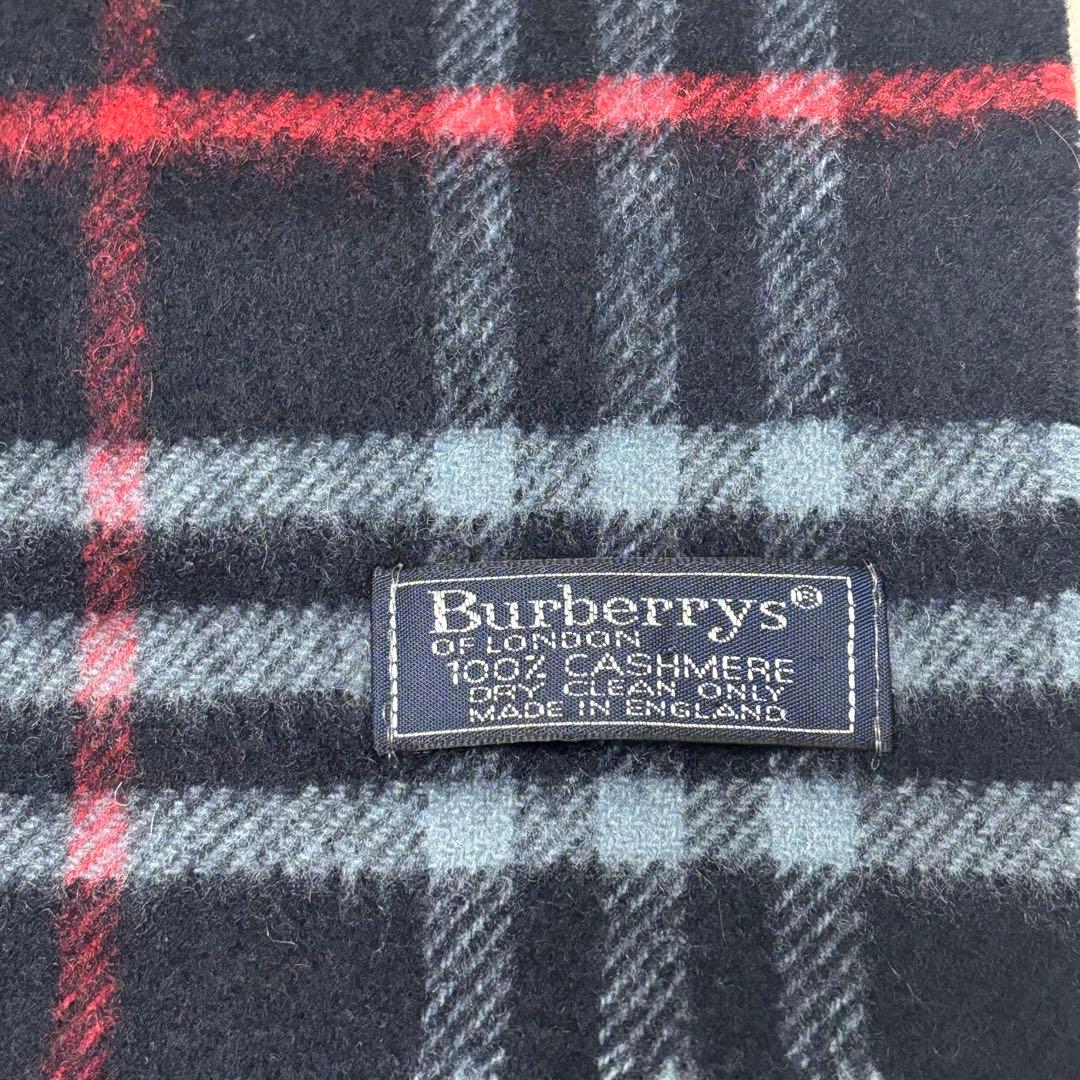 Burberrys®
OF LONDON
100% CASHMERE
DRY CLEAN ONLY
MADE IN ENGLAND